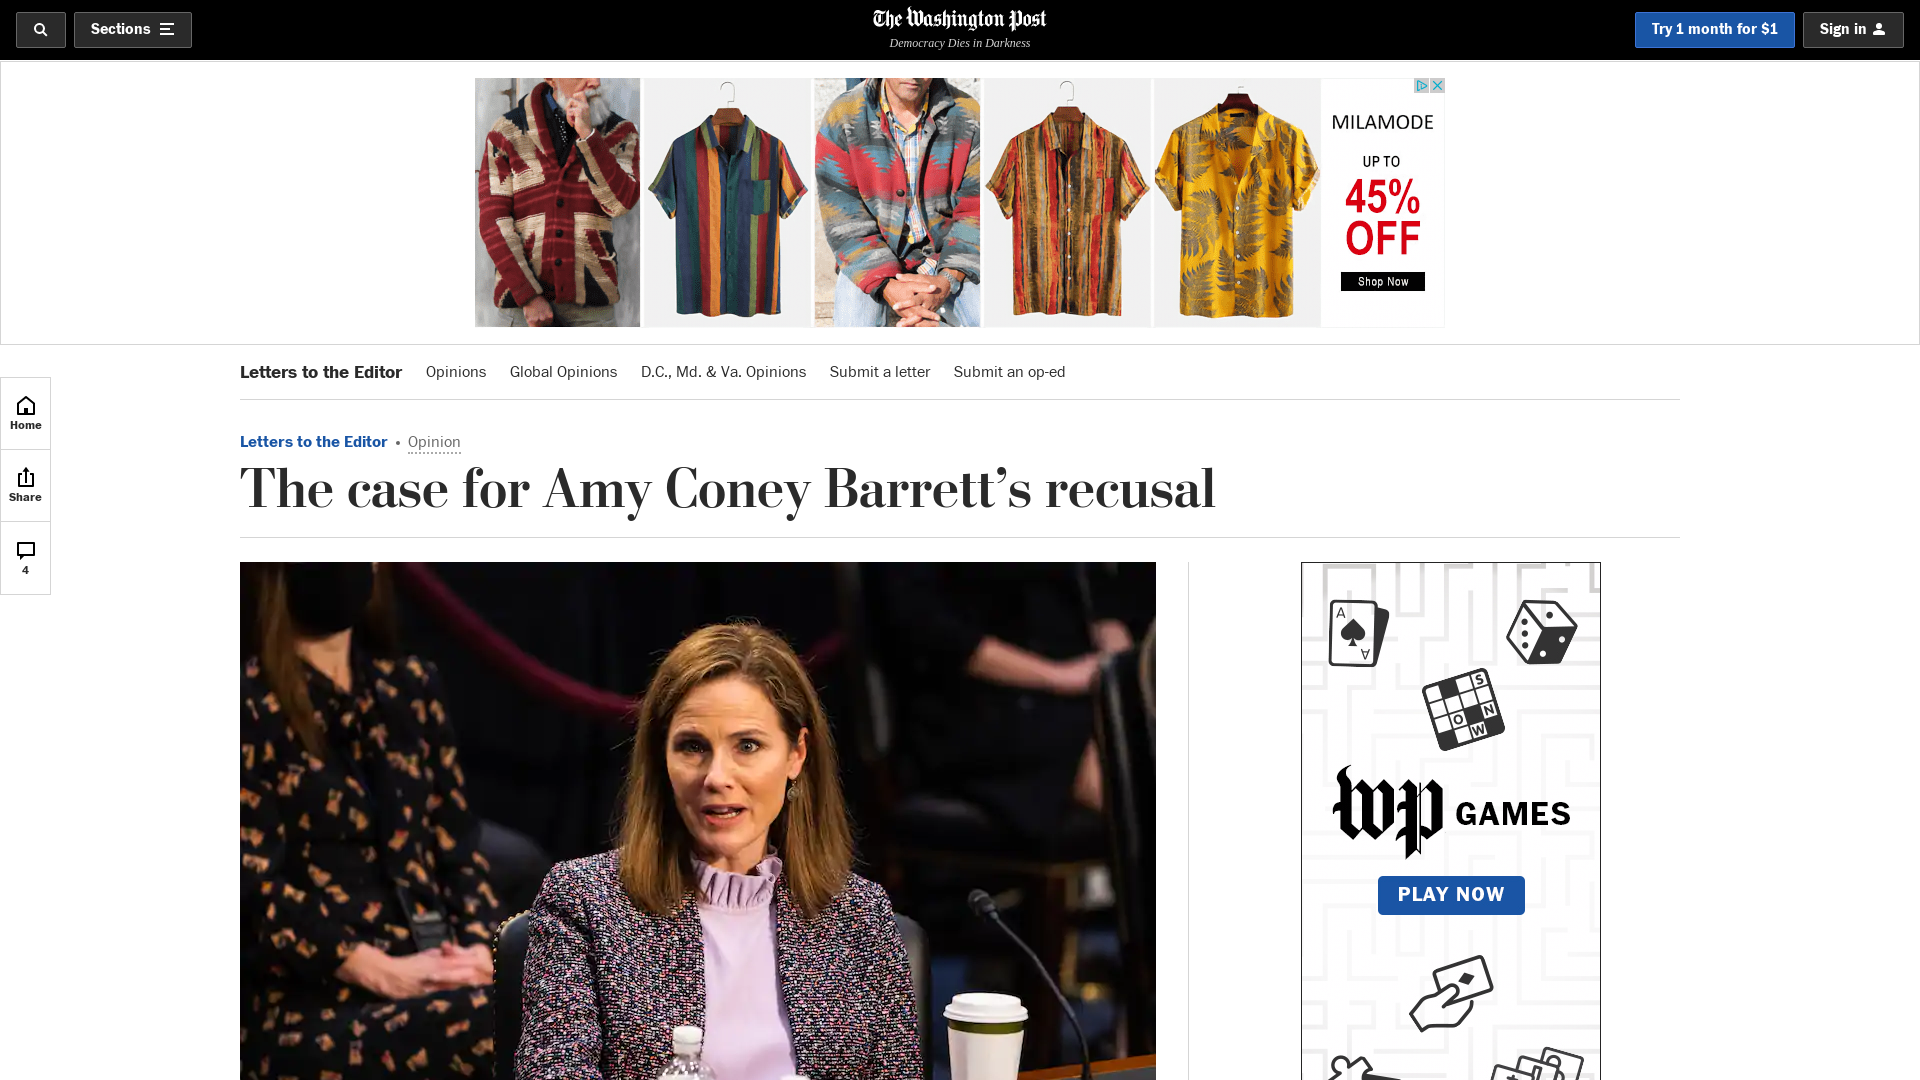 Sections
The Washington Post
Democracy Dies in Darkness
Try 1 month for $1
Sign in
MILAMODE
UP TO
45%
OFF
Shop Now
Letters to the Editor
Opinions
Global Opinions
D.C., Md. & Va. Opinions
Submit a letter
Submit an op-ed
Home
Share
4
Letters to the Editor • Opinion
The case for Amy Coney Barrett’s recusal
A
A
S
O N
W
wp GAMES
PLAY NOW